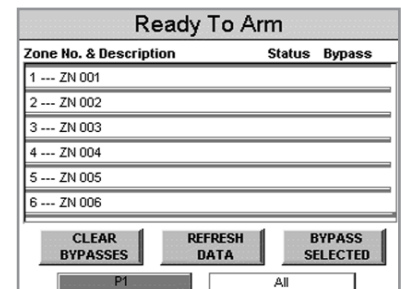 Ready To Arm
Zone No. & Description Status Bypass
1 --- ZN 001
2 --- ZN 002
3 --- ZN 003
4 --- ZN 004
5 --- ZN 005
6 --- ZN 006
CLEAR REFRESH BYPASS
BYPASSES DATA SELECTED
P1 All